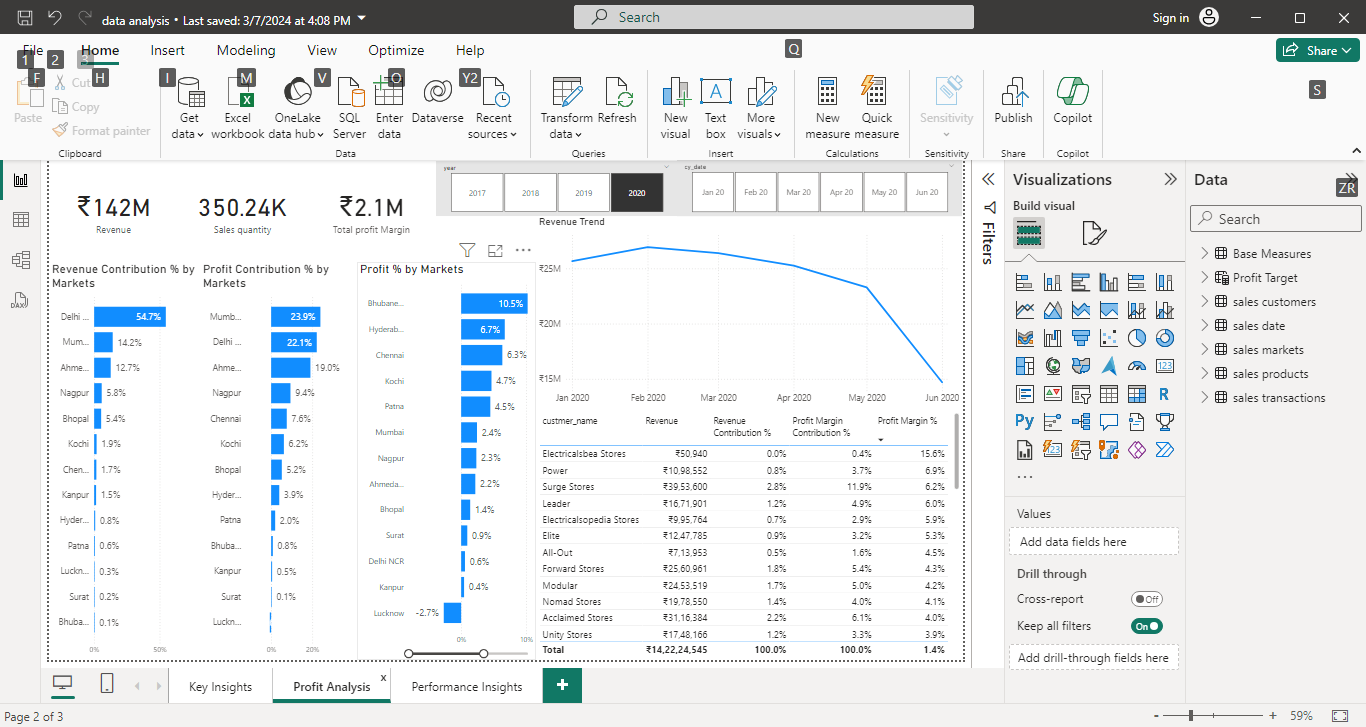 data analysis • Last saved: 3/7/2024 at 4:08 PM
Search
Sign in
File
Home
Insert
Modeling
View
Optimize
Help
Share
1
2
3
F
H
I
M
V
O
Y2
Q
S
ZR
Paste
Cut
Copy
Format painter
Clipboard
Get data
Excel workbook
OneLake data hub
SQL Server
Enter data
Dataverse
Recent sources
Data
Transform data
Refresh
Queries
New visual
Text box
More visuals
Insert
New measure
Quick measure
Calculations
Sensitivity
Sensitivity
Publish
Share
Copilot
Copilot
₹142M
Revenue
350.24K
Sales quantity
₹2.1M
Total profit Margin
year
2017
2018
2019
2020
cy_date
Jan 20
Feb 20
Mar 20
Apr 20
May 20
Jun 20
Revenue Contribution % by Markets
Delhi ... 54.7%
Mum... 14.2%
Ahme... 12.7%
Nagpur 5.8%
Bhopal 5.4%
Kochi 1.9%
Chen... 1.7%
Kanpur 1.5%
Hyder... 0.8%
Patna 0.6%
Luckn... 0.3%
Surat 0.2%
Bhuba... 0.1%
0% 50%
Profit Contribution % by Markets
Mumb... 23.9%
Delhi ... 22.1%
Ahme... 19.0%
Nagpur 9.4%
Chennai 7.6%
Kochi 6.2%
Bhopal 5.2%
Hyder... 3.9%
Patna 2.0%
Bhuba... 0.8%
Kanpur 0.5%
Surat 0.1%
Luckn...
0% 20%
Profit % by Markets
Bhubane... 10.5%
Hyderab... 6.7%
Chennai 6.3%
Kochi 4.7%
Patna 4.5%
Mumbai 2.4%
Nagpur 2.3%
Ahmeda... 2.2%
Bhopal 1.4%
Surat 0.9%
Delhi NCR 0.6%
Kanpur 0.4%
Lucknow -2.7%
0% 10%
Revenue Trend
₹25M
₹20M
₹15M
Jan 2020 Feb 2020 Mar 2020 Apr 2020 May 2020 Jun 2020
custmer_name Revenue Revenue Contribution % Profit Margin Contribution % Profit Margin %
Electricalsbea Stores ₹50,940 0.0% 0.4% 15.6%
Power ₹10,98,552 0.8% 3.7% 6.9%
Surge Stores ₹39,53,600 2.8% 11.9% 6.2%
Leader ₹16,71,901 1.2% 4.9% 6.0%
Electricalsopedia Stores ₹9,95,764 0.7% 2.9% 5.9%
Elite ₹12,47,785 0.9% 3.2% 5.3%
All-Out ₹7,13,953 0.5% 1.6% 4.5%
Forward Stores ₹25,60,961 1.8% 5.4% 4.3%
Modular ₹24,53,519 1.7% 5.0% 4.2%
Nomad Stores ₹19,78,550 1.4% 4.0% 4.1%
Acclaimed Stores ₹31,16,384 2.2% 6.1% 4.0%
Unity Stores ₹17,48,166 1.2% 3.3% 3.9%
Total ₹14,22,24,545 100.0% 100.0% 1.4%
Filters
Visualizations
Build visual
123
R
Py
123
...
Values
Add data fields here
Drill through
Cross-report Off
Keep all filters On
Add drill-through fields here
Data
Search
Base Measures
Profit Target
sales customers
sales date
sales markets
sales products
sales transactions
DAX
Key Insights
Profit Analysis
x
Performance Insights
+
Page 2 of 3
- + 59%